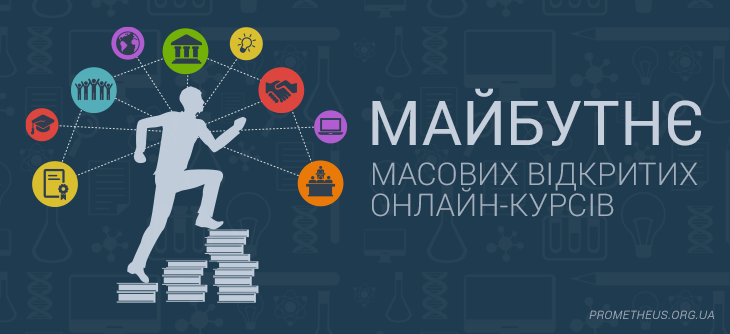 МАЙБУТНЄ
МАСОВИХ ВІДКРИТИХ
ОНЛАЙН-КУРСІВ
PROMETHEUS.ORG.UA